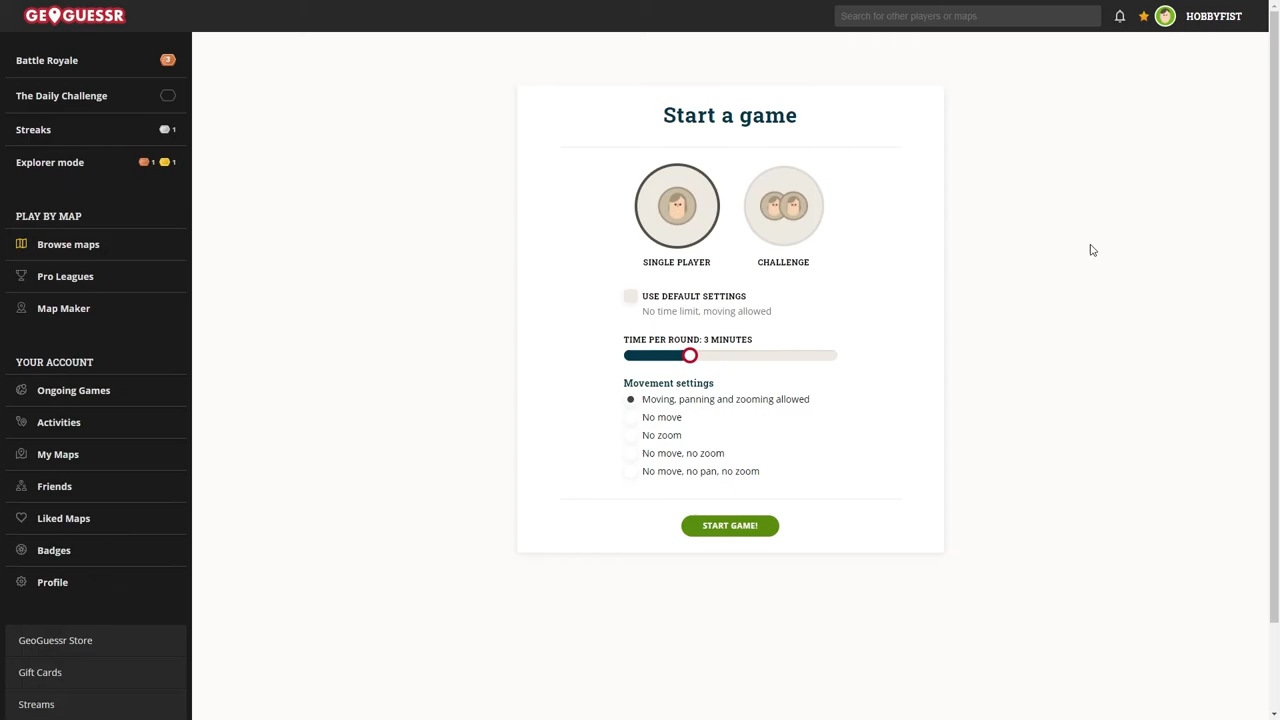 GEOGUESSR
Search for other players or maps
HOBBYFIST
Battle Royale
3
The Daily Challenge
Streaks
1
Explorer mode
1
1
PLAY BY MAP
Browse maps
Pro Leagues
Map Maker
YOUR ACCOUNT
Ongoing Games
Activities
My Maps
Friends
Liked Maps
Badges
Profile
GeoGuessr Store
Gift Cards
Streams
Start a game
SINGLE PLAYER
CHALLENGE
USE DEFAULT SETTINGS
No time limit, moving allowed
TIME PER ROUND: 3 MINUTES
Movement settings
Moving, panning and zooming allowed
No move
No zoom
No move, no zoom
No move, no pan, no zoom
START GAME!